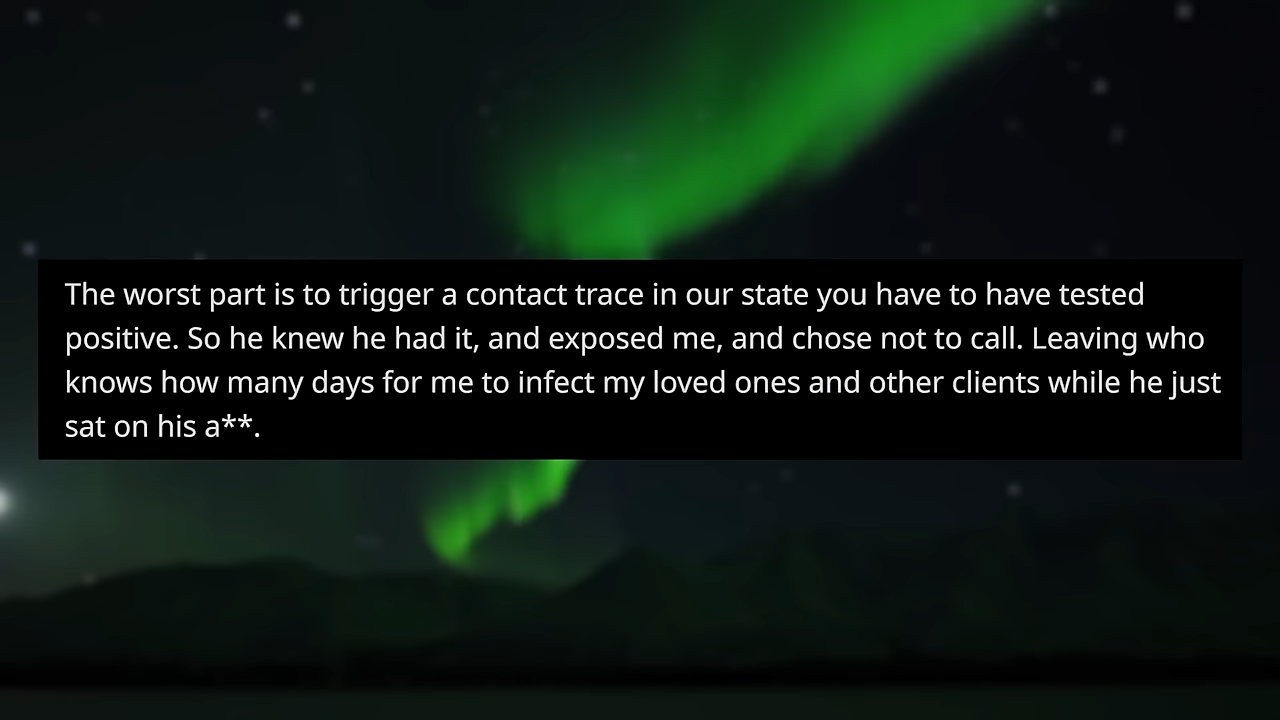 The worst part is to trigger a contact trace in our state you have to have tested
positive. So he knew he had it, and exposed me, and chose not to call. Leaving who
knows how many days for me to infect my loved ones and other clients while he just
sat on his a**.